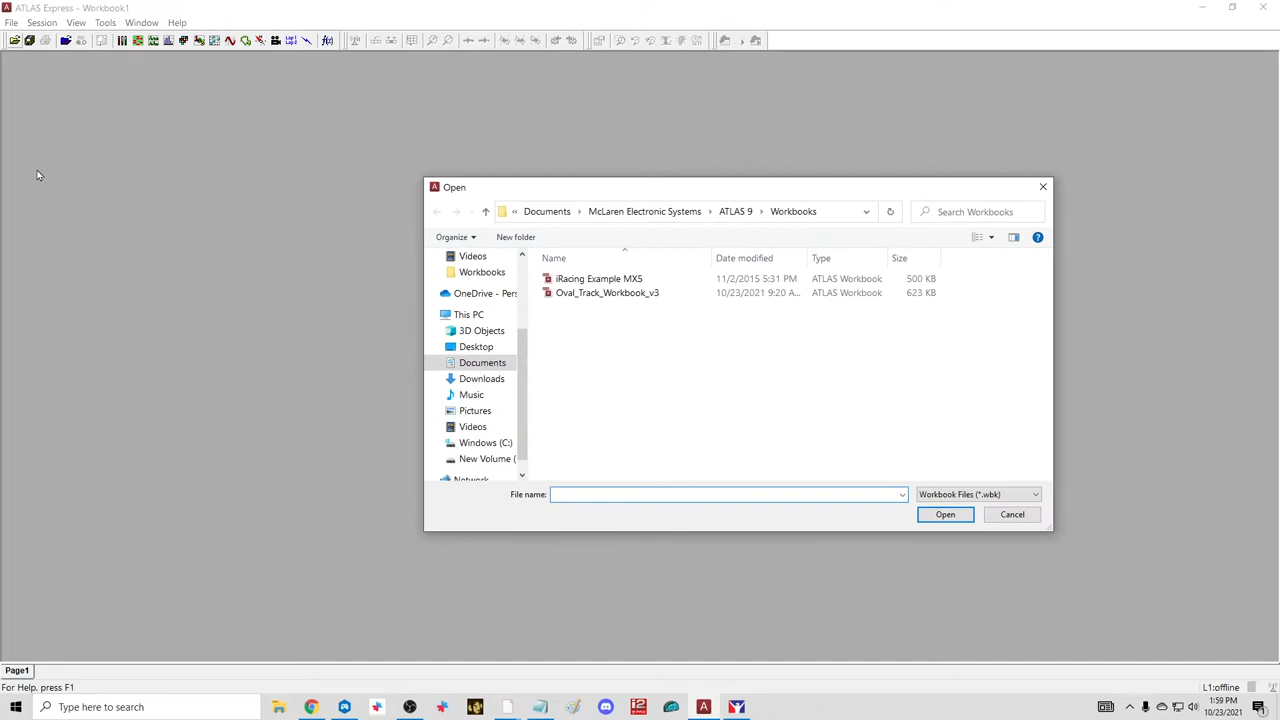 ATLAS Express - Workbook1
File Session View Tools Window Help
Lap1 Lap2 f(x)
Open
« Documents > McLaren Electronic Systems > ATLAS 9 > Workbooks
Search Workbooks
Organize New folder
Name Date modified Type Size
Videos
iRacing Example MX5 11/2/2015 5:31 PM ATLAS Workbook 500 KB
Workbooks
Oval_Track_Workbook_v3 10/23/2021 9:20 A... ATLAS Workbook 623 KB
OneDrive - Pers
This PC
3D Objects
Desktop
Documents
Downloads
Music
Pictures
Videos
Windows (C:)
New Volume (
Network
File name: Workbook Files (*.wbk)
Open Cancel
Page1
For Help, press F1 L1:offline
Type here to search
i2 PRO
1:59 PM
10/23/2021